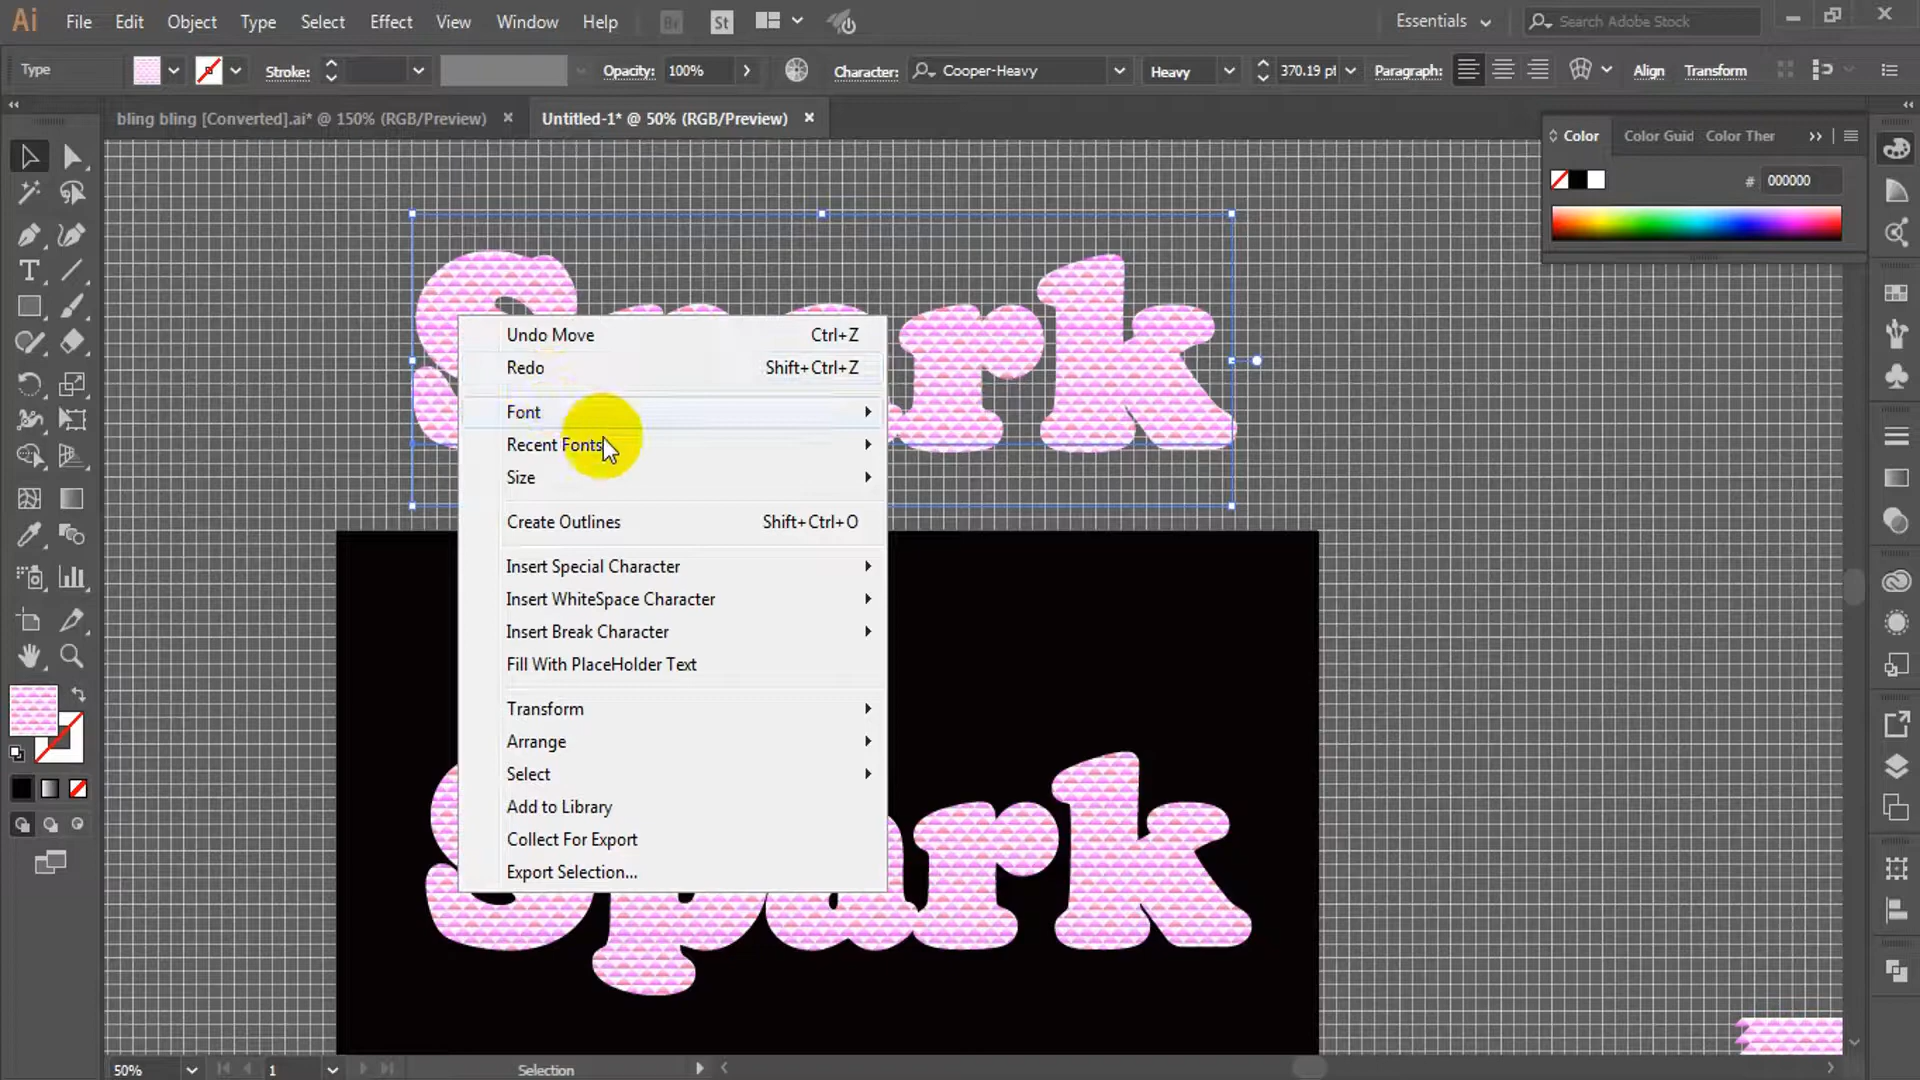 Ai File Edit Object Type Select Effect View Window Help Br St Essentials Search Adobe Stock
Type Stroke: Opacity: 100% Character: Cooper-Heavy Heavy 370.19 pt Paragraph: Align Transform
bling bling [Converted].ai* @ 150% (RGB/Preview) × Untitled-1* @ 50% (RGB/Preview) ×
Color Color Guid Color Ther
# 000000
Spark
Undo Move Ctrl+Z
Redo Shift+Ctrl+Z
Font
Recent Fonts
Size
Create Outlines Shift+Ctrl+O
Insert Special Character
Insert WhiteSpace Character
Insert Break Character
Fill With PlaceHolder Text
Transform
Arrange
Select
Add to Library
Collect For Export
Export Selection...
Spark
50% 1 Selection